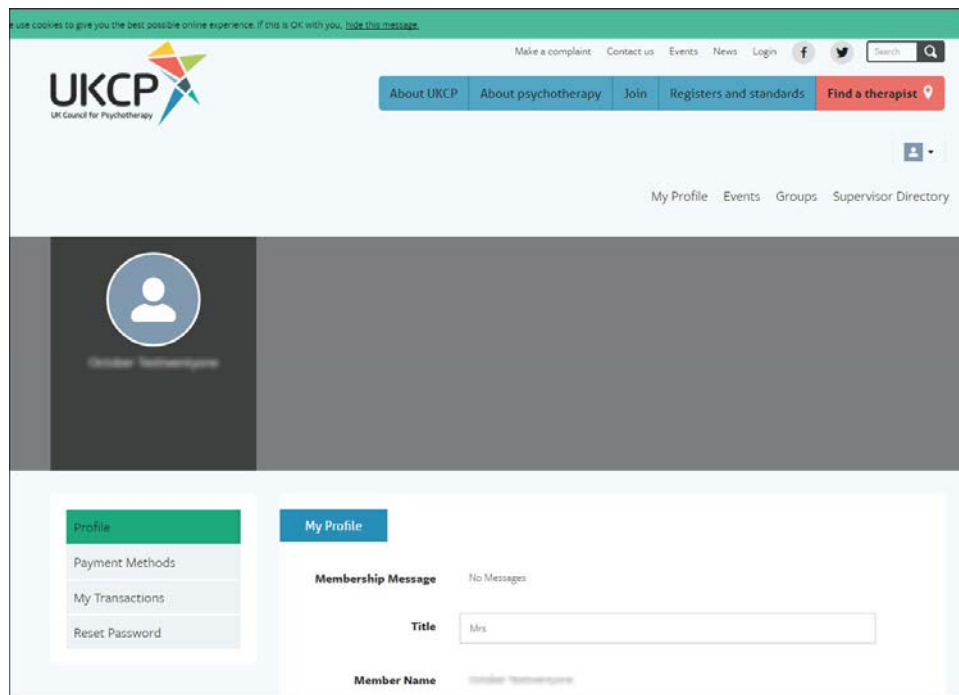 e use cookies to give you the best possible online experience. If this is OK with you, hide this message.
Make a complaint Contact us Events News Login f Search
UKCP
UK Council for Psychotherapy
About UKCP About psychotherapy Join Registers and standards Find a therapist
My Profile Events Groups Supervisor Directory
Profile
Payment Methods
My Transactions
Reset Password
My Profile
Membership Message No Messages
Title Mrs
Member Name